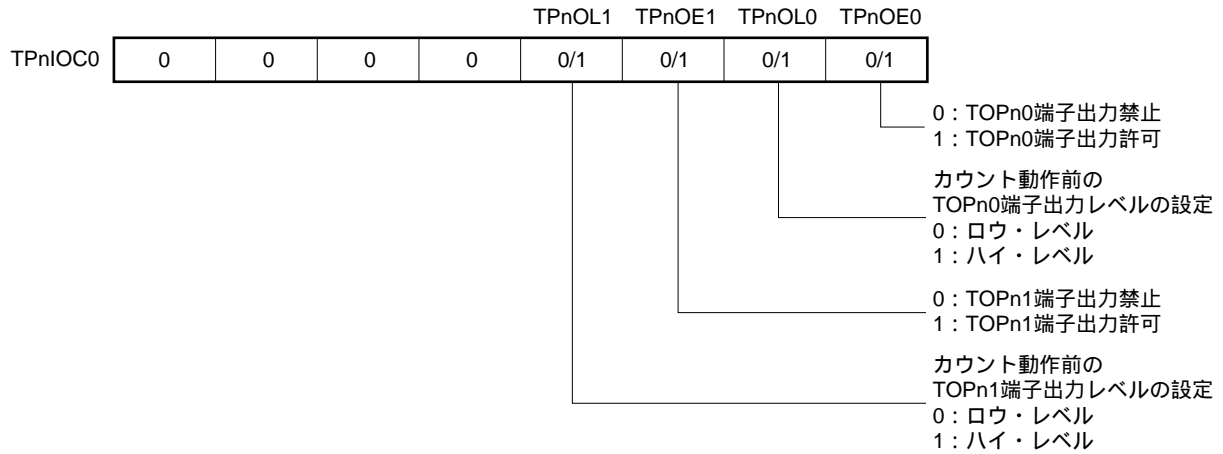 TPnOL1 TPnOE1 TPnOL0 TPnOE0
TPnIOC0 0 0 0 0 0/1 0/1 0/1 0/1
0：TOPn0端子出力禁止
1：TOPn0端子出力許可
カウント動作前の
TOPn0端子出力レベルの設定
0：ロウ・レベル
1：ハイ・レベル
0：TOPn1端子出力禁止
1：TOPn1端子出力許可
カウント動作前の
TOPn1端子出力レベルの設定
0：ロウ・レベル
1：ハイ・レベル